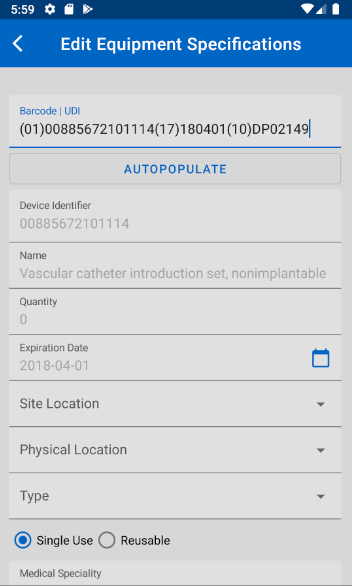 5:59
Edit Equipment Specifications
Barcode | UDI
(01)00885672101114(17)180401(10)DP02149
AUTOPOPULATE
Device Identifier
00885672101114
Name
Vascular catheter introduction set, nonimplantable
Quantity
0
Expiration Date
2018-04-01
Site Location
Physical Location
Type
Single Use Reusable
Medical Speciality